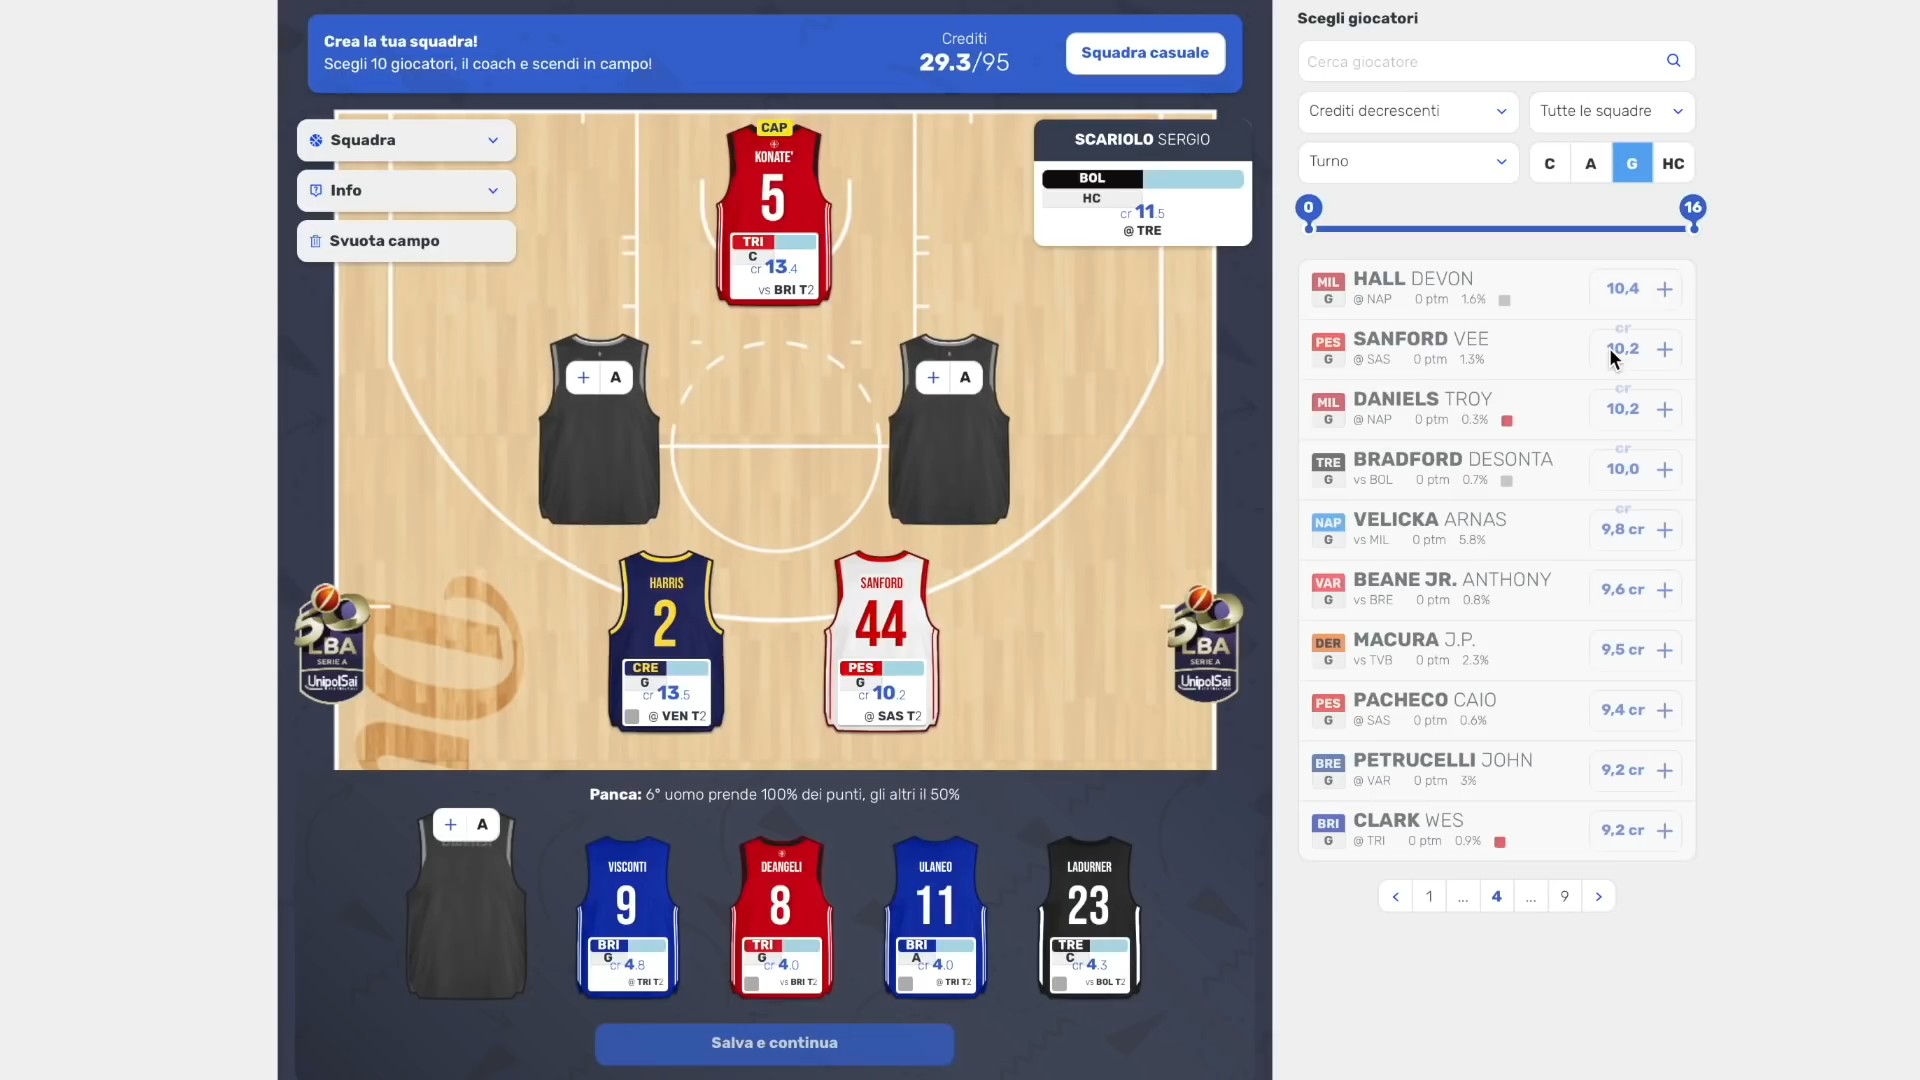 Crea la tua squadra!
Scegli 10 giocatori, il coach e scendi in campo!
Crediti
29.3/95
Squadra casuale
Squadra
Info
Svuota campo
CAP
KONATE'
5
TRI
C
cr 13.4
vs BRI T2
SCARIOLO SERGIO
BOL
HC
cr 11.5
@ TRE
+ A
+ A
HARRIS
2
CRE
G
cr 13.5
@ VEN T2
SANFORD
44
PES
G
cr 10.2
@ SAS T2
LBA
SERIE A
UnipolSai
LBA
SERIE A
UnipolSai
Panca: 6° uomo prende 100% dei punti, gli altri il 50%
+ A
VISCONTI
9
BRI
G
cr 4.8
@ TRI T2
DEANGELI
8
TRI
G
cr 4.0
vs BRI T2
ULANEO
11
BRI
A
cr 4.0
@ TRI T2
LADURNER
23
TRE
C
cr 4.3
vs BOL T2
Salva e continua
Scegli giocatori
Cerca giocatore
Crediti decrescenti
Tutte le squadre
Turno
C A G HC
0 16
MIL HALL DEVON 10,4 +
G @ NAP 0 ptm 1.6%
cr
PES SANFORD VEE 10,2 +
G @ SAS 0 ptm 1.3%
cr
MIL DANIELS TROY 10,2 +
G @ NAP 0 ptm 0.3%
cr
TRE BRADFORD DESONTA 10,0 +
G vs BOL 0 ptm 0.7%
cr
NAP VELICKA ARNAS 9,8 cr +
G vs MIL 0 ptm 5.8%
VAR BEANE JR. ANTHONY 9,6 cr +
G vs BRE 0 ptm 0.8%
DER MACURA J.P. 9,5 cr +
G vs TVB 0 ptm 2.3%
PES PACHECO CAIO 9,4 cr +
G @ SAS 0 ptm 0.6%
BRE PETRUCELLI JOHN 9,2 cr +
G @ VAR 0 ptm 3%
BRI CLARK WES 9,2 cr +
G @ TRI 0 ptm 0.9%
< 1 ... 4 ... 9 >